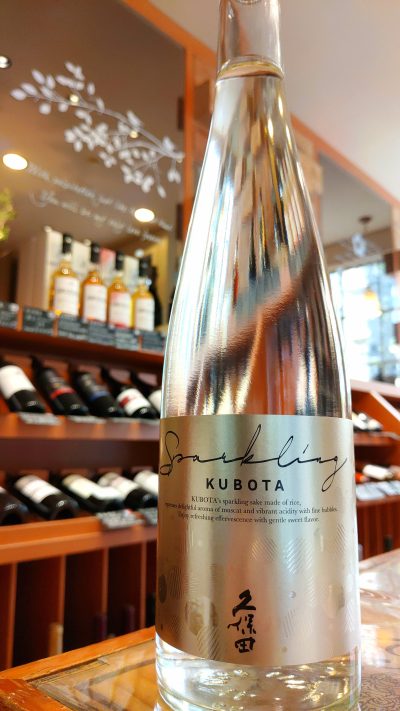 Sparkling
KUBOTA
KUBOTA's sparkling sake made of rice,
expresses delightful aroma of muscat and vibrant acidity with fine bubbles.
Enjoy refreshing effervescence with gentle sweet flavor.
久保田